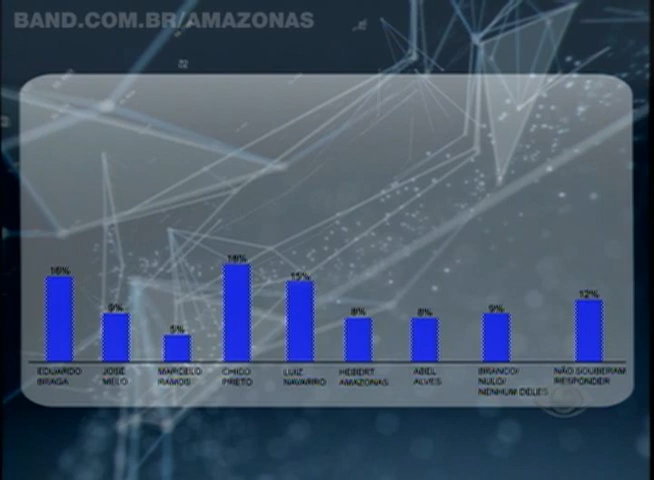 BAND.COM.BR/AMAZONAS
16%
9%
5%
18%
15%
8%
8%
9%
12%
EDUARDO
BRAGA
JOSÉ
MELO
MARCELO
RAMOS
CHICO
PRETO
LUIZ
NAVARRO
HEBERT
AMAZONAS
ABEL
ALVES
BRANCO/
NULO/
NENHUM DELES
NÃO SOUBERAM
RESPONDER